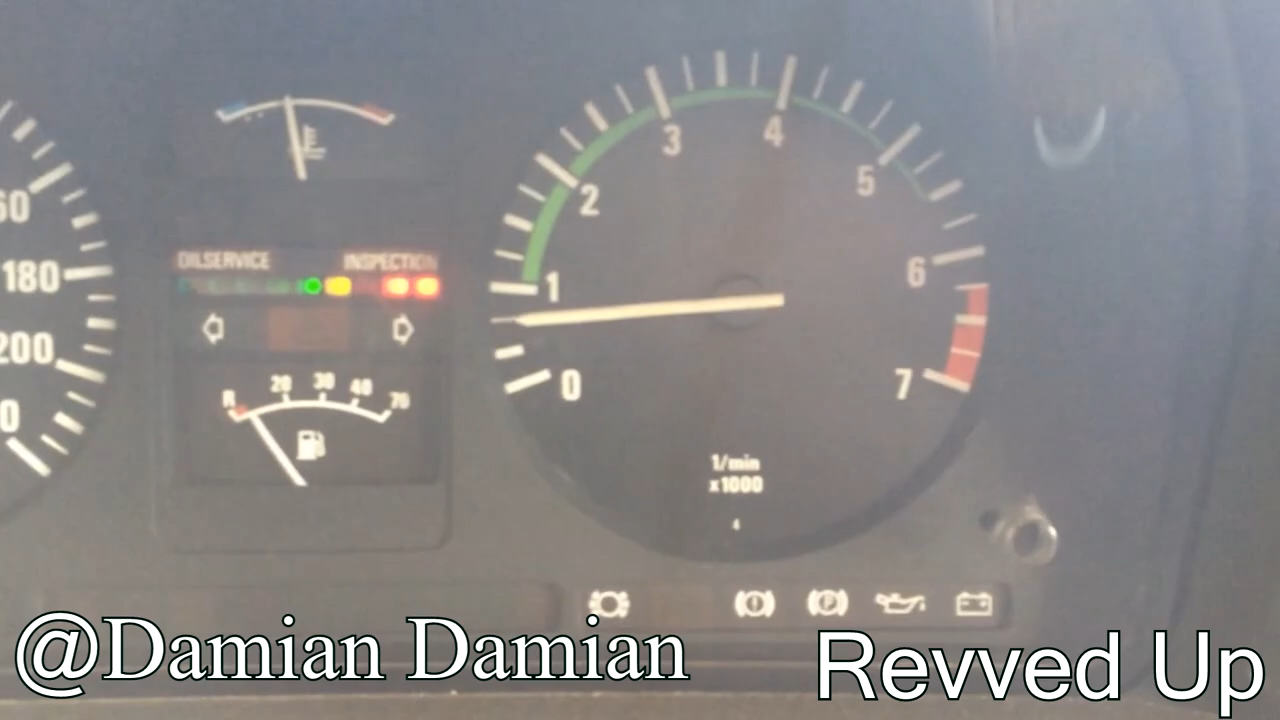 60
180
200
0
OILSERVICE INSPECTION
R 20 30 40 70
0 1 2 3 4 5 6 7
1/min
x1000
4
P
@Damian Damian
Revved Up